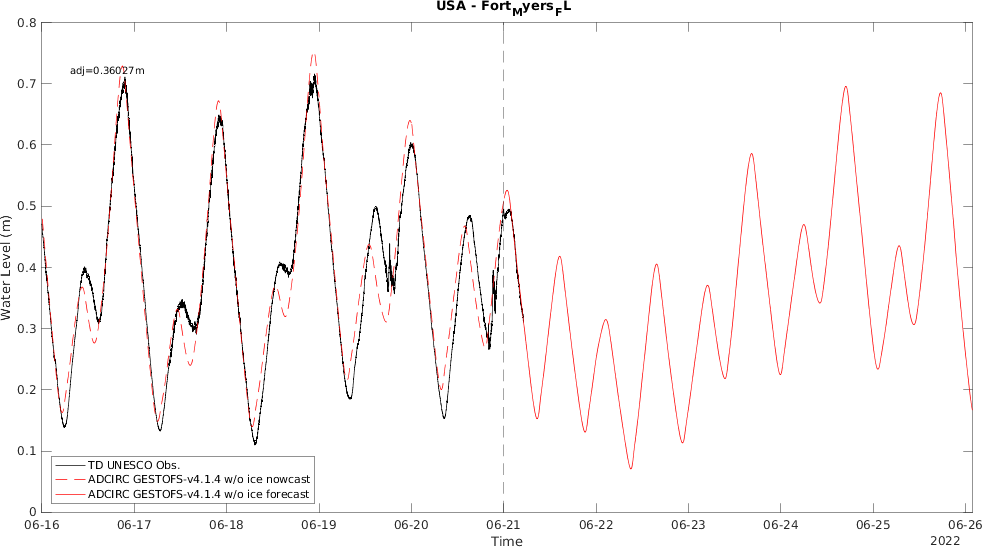 USA - Fort_Myers_FL
0.8
0.7
0.6
0.5
0.4
0.3
0.2
0.1
0
Water Level (m)
adj=0.36027m
TD UNESCO Obs.
ADCIRC GESTOFS-v4.1.4 w/o ice nowcast
ADCIRC GESTOFS-v4.1.4 w/o ice forecast
06-16 06-17 06-18 06-19 06-20 06-21 06-22 06-23 06-24 06-25 06-26
Time
2022